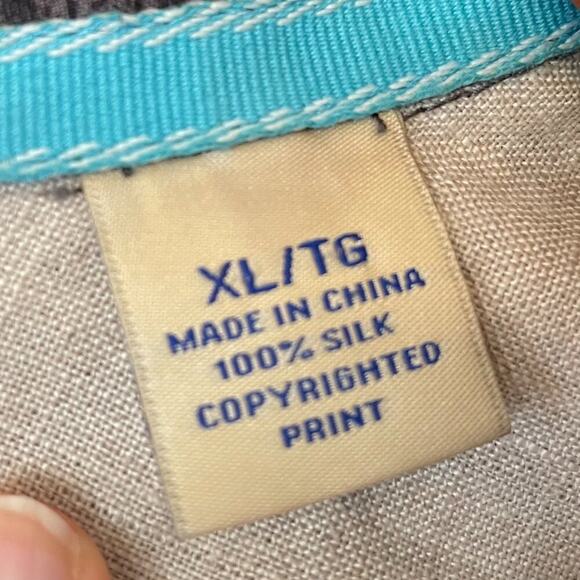 XL/TG
MADE IN CHINA
100% SILK
COPYRIGHTED
PRINT